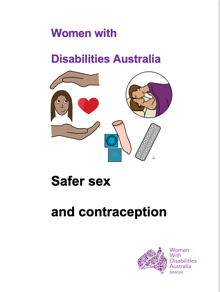 Women with
Disabilities Australia
Safer sex
and contraception
Women
With
Disabilities
Australia